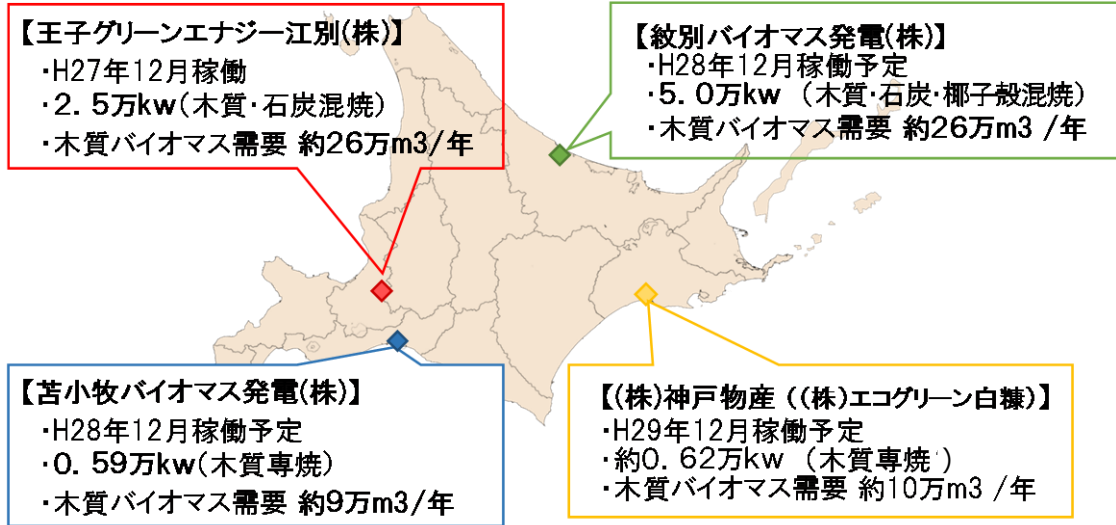 【王子グリーンエナジー江別(株)】
・H27年12月稼働
・2.5万kw(木質・石炭混焼)
・木質バイオマス需要 約26万m3/年
【紋別バイオマス発電(株)】
・H28年12月稼働予定
・5.0万kw (木質・石炭・椰子殻混焼)
・木質バイオマス需要 約26万m3 /年
【苫小牧バイオマス発電(株)】
・H28年12月稼働予定
・0.59万kw(木質専焼)
・木質バイオマス需要 約9万m3/年
【(株)神戸物産 ((株)エコグリーン白糠)】
・H29年12月稼働予定
・約0.62万kw (木質専焼 )
・木質バイオマス需要 約10万m3 /年